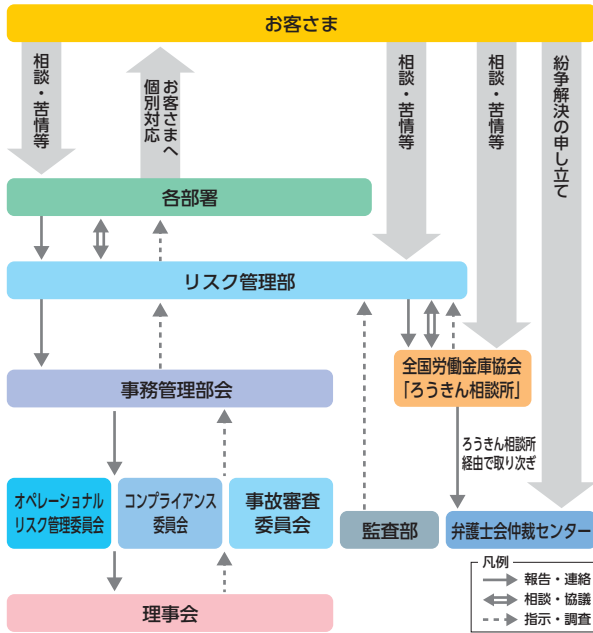 お客さま
相談・苦情等
お客さまへ
個別対応
相談・苦情等
相談・苦情等
紛争解決の申し立て
各部署
リスク管理部
全国労働金庫協会
「ろうきん相談所」
事務管理部会
ろうきん相談所
経由で取り次ぎ
オペレーショナル
リスク管理委員会
コンプライアンス
委員会
事故審査
委員会
監査部
弁護士会仲裁センター
凡例
報告・連絡
相談・協議
指示・調査
理事会